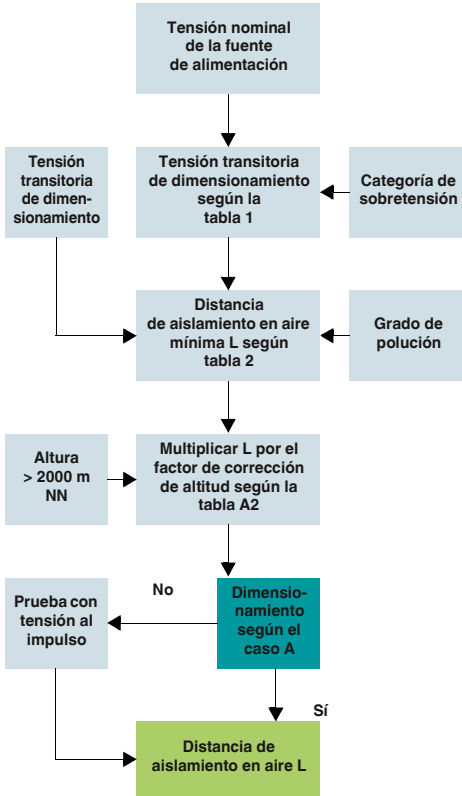 Tensión nominal
de la fuente
de alimentación
Tensión
transitoria
de dimen-
sionamiento
Tensión transitoria
de dimensionamiento
según la
tabla 1
Categoría de
sobretensión
Distancia
de aislamiento en aire
mínima L según
tabla 2
Grado de
polución
Altura
> 2000 m
NN
Multiplicar L por el
factor de corrección
de altitud según la
tabla A2
No
Prueba con
tensión al
impulso
Dimensio-
namiento
según el
caso A
Sí
Distancia de
aislamiento en aire L